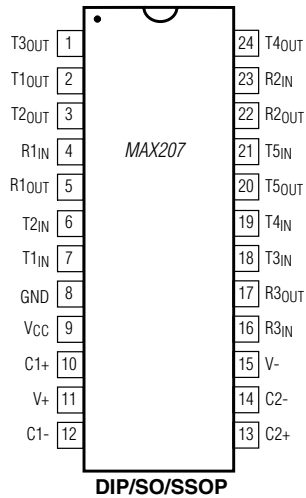 T3OUT 1 24 T4OUT
T1OUT 2 23 R2IN
T2OUT 3 22 R2OUT
R1IN 4 MAX207 21 T5IN
R1OUT 5 20 T5OUT
T2IN 6 19 T4IN
T1IN 7 18 T3IN
GND 8 17 R3OUT
VCC 9 16 R3IN
C1+ 10 15 V-
V+ 11 14 C2-
C1- 12 13 C2+
DIP/SO/SSOP